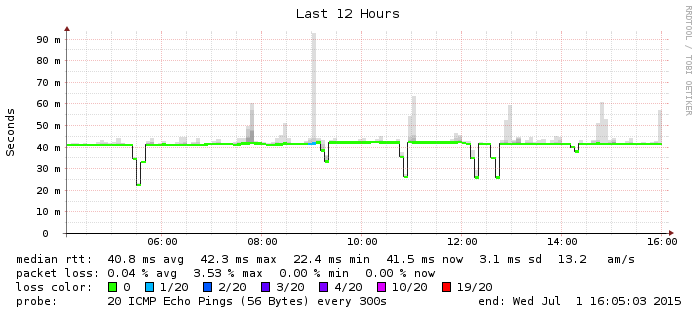 Last 12 Hours
RRDTOOL / TOBI OETIKER
Seconds
90 m
80 m
70 m
60 m
50 m
40 m
30 m
20 m
10 m
0
06:00 08:00 10:00 12:00 14:00 16:00
median rtt: 40.8 ms avg 42.3 ms max 22.4 ms min 41.5 ms now 3.1 ms sd 13.2 am/s
packet loss: 0.04 % avg 3.53 % max 0.00 % min 0.00 % now
loss color: 0 1/20 2/20 3/20 4/20 10/20 19/20
probe: 20 ICMP Echo Pings (56 Bytes) every 300s end: Wed Jul 1 16:05:03 2015